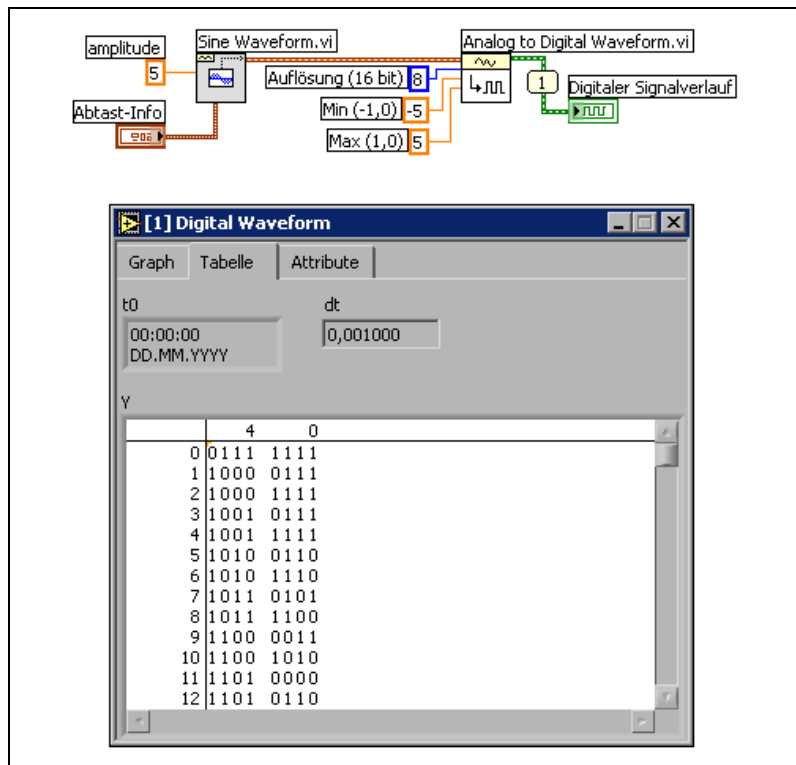 amplitude
Sine Waveform.vi
Analog to Digital Waveform.vi
5
Auflösung (16 bit) 8
1
Digitaler Signalverlauf
Abtast-Info
Min (-1,0) -5
Max (1,0) 5
[1] Digital Waveform
Graph Tabelle Attribute
t0 dt
00:00:00 0,001000
DD.MM.YYYY
Y
4 0
0 0111 1111
1 1000 0111
2 1000 1111
3 1001 0111
4 1001 1111
5 1010 0110
6 1010 1110
7 1011 0101
8 1011 1100
9 1100 0011
10 1100 1010
11 1101 0000
12 1101 0110